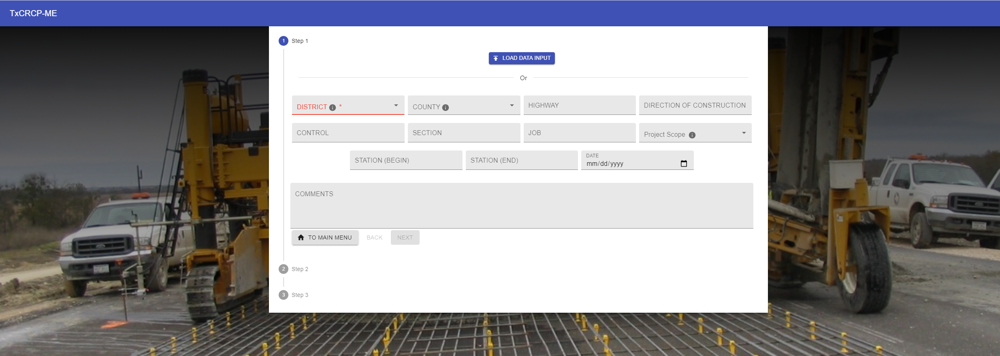 TxCRCP-ME
1 Step 1
LOAD DATA INPUT
Or
DISTRICT * COUNTY HIGHWAY DIRECTION OF CONSTRUCTION
CONTROL SECTION JOB Project Scope
STATION (BEGIN) STATION (END) DATE
mm/dd/yyyy
COMMENTS
TO MAIN MENU BACK NEXT
2 Step 2
3 Step 3